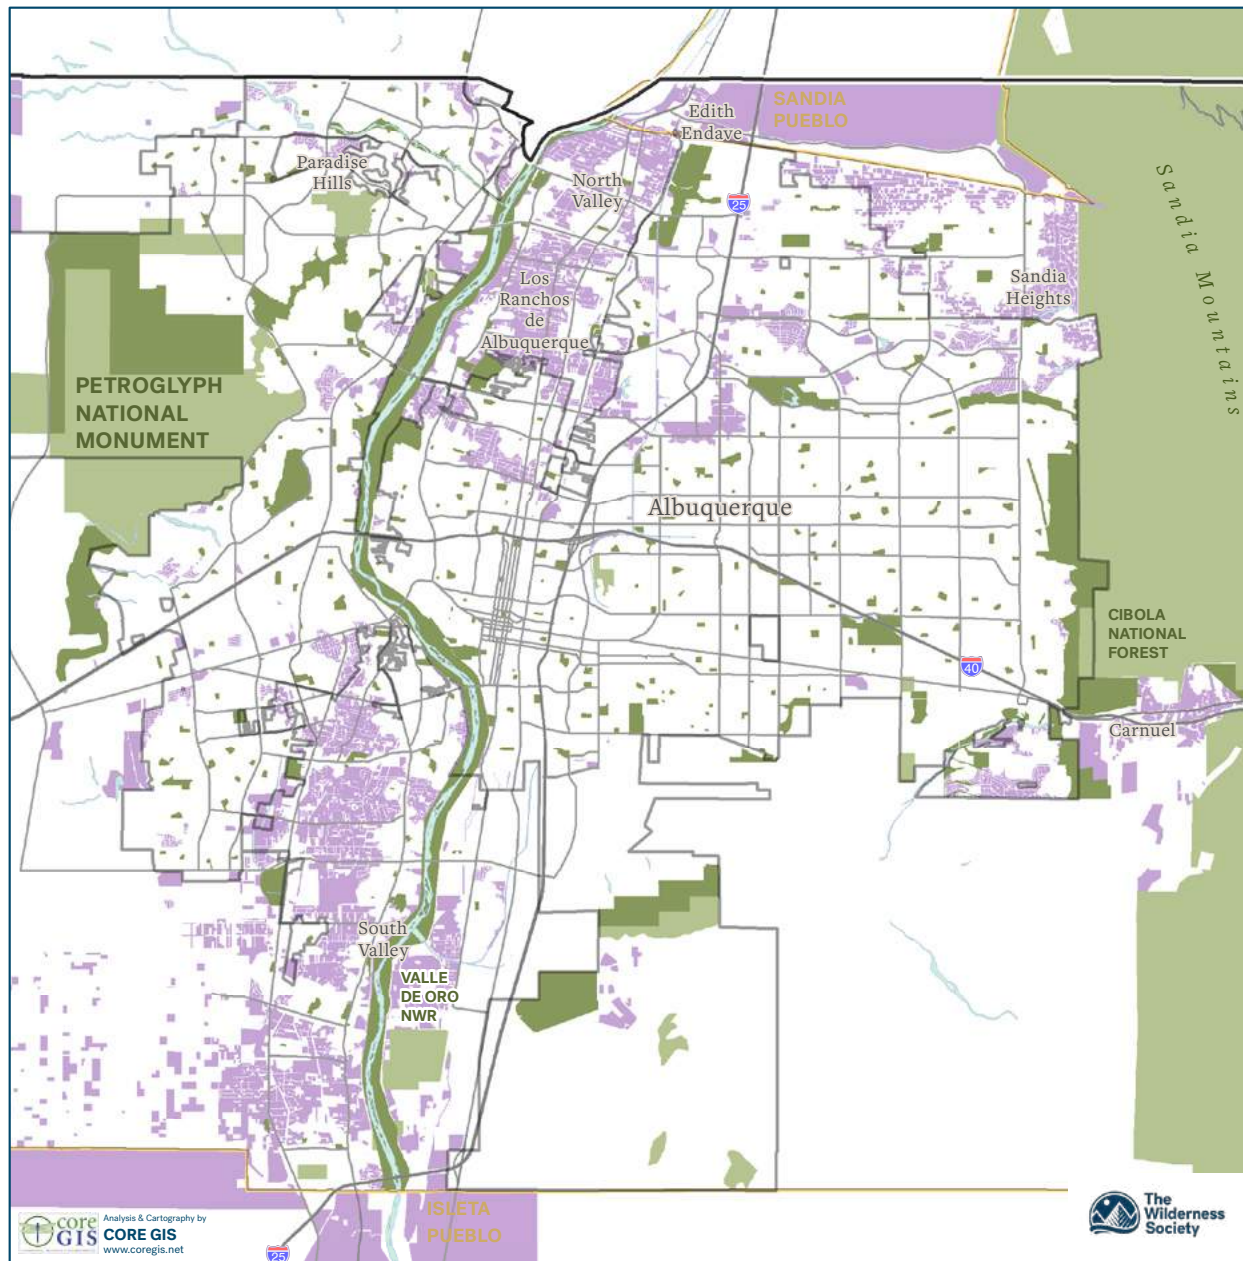 SANDIA
PUEBLO
Edith
Endave
Paradise
Hills
North
Valley
25
Sandia Mountains
Los
Ranchos
de
Albuquerque
Sandia
Heights
PETROGLYPH
NATIONAL
MONUMENT
Albuquerque
CIBOLA
NATIONAL
FOREST
40
Carnuel
South
Valley
VALLE
DE ORO
NWR
ISLETA
PUEBLO
25
core
GIS
Analysis & Cartography by
CORE GIS
www.coregis.net
The
Wilderness
Society